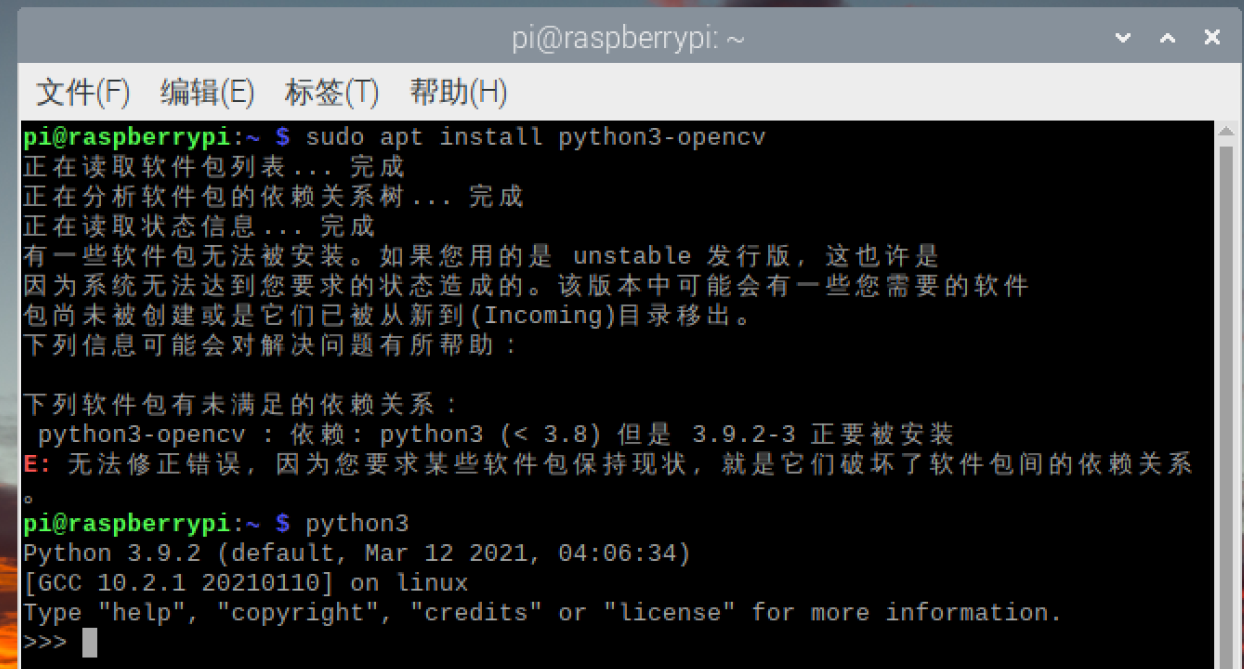 pi@raspberrypi: ~
文件(F) 编辑(E) 标签(T) 帮助(H)
pi@raspberrypi:~ $ sudo apt install python3-opencv
正在读取软件包列表... 完成
正在分析软件包的依赖关系树... 完成
正在读取状态信息... 完成
有一些软件包无法被安装。如果您用的是 unstable 发行版，这也许是
因为系统无法达到您要求的状态造成的。该版本中可能会有一些您需要的软件
包尚未被创建或是它们已被从新到(Incoming)目录移出。
下列信息可能会对解决问题有所帮助：
下列软件包有未满足的依赖关系：
python3-opencv : 依赖: python3 (< 3.8) 但是 3.9.2-3 正要被安装
E: 无法修正错误，因为您要求某些软件包保持现状，就是它们破坏了软件包间的依赖关系
。
pi@raspberrypi:~ $ python3
Python 3.9.2 (default, Mar 12 2021, 04:06:34)
[GCC 10.2.1 20210110] on linux
Type "help", "copyright", "credits" or "license" for more information.
>>>